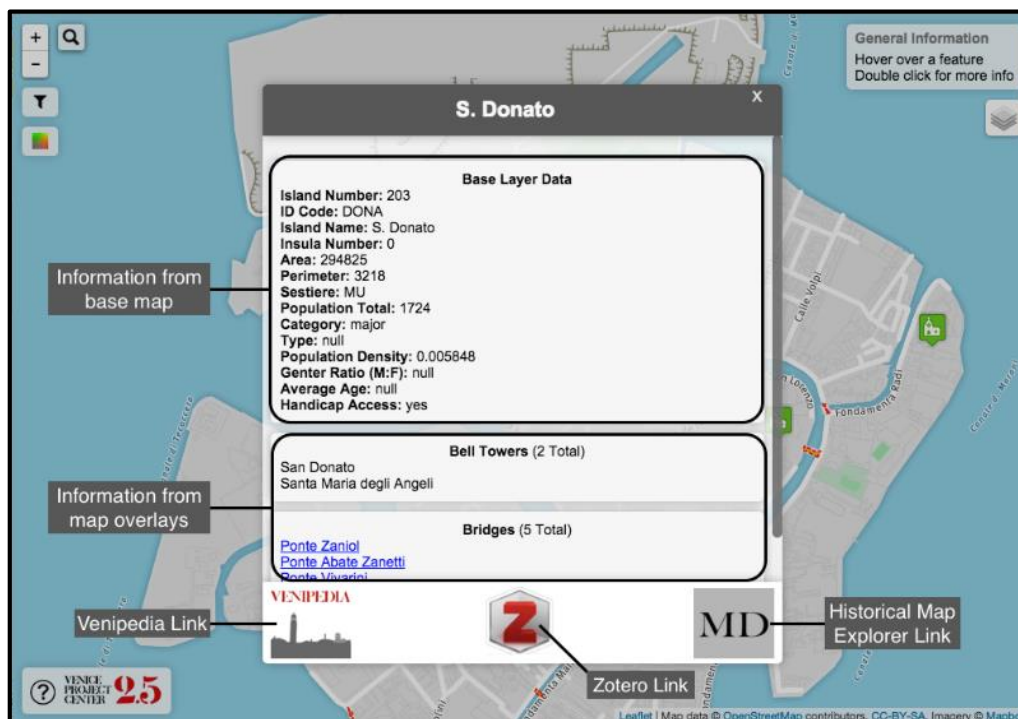 +
−
General Information
Hover over a feature
Double click for more info
S. Donato
X
Base Layer Data
Island Number: 203
ID Code: DONA
Island Name: S. Donato
Insula Number: 0
Area: 294825
Perimeter: 3218
Sestiere: MU
Population Total: 1724
Category: major
Type: null
Population Density: 0.005848
Genter Ratio (M:F): null
Average Age: null
Handicap Access: yes
Information from
base map
Bell Towers (2 Total)
San Donato
Santa Maria degli Angeli
Information from
map overlays
Bridges (5 Total)
Ponte Zaniol
Ponte Abate Zanetti
Ponte Vivarini
VENIPEDIA
Venipedia Link
Z
MD
Historical Map
Explorer Link
Zotero Link
Calle Volpi
Lorenzo
Fondamenta Radi
?
VENICE
PROJECT
CENTER 2.5
Leaflet | Map data © OpenStreetMap contributors, CC-BY-SA, Imagery ©